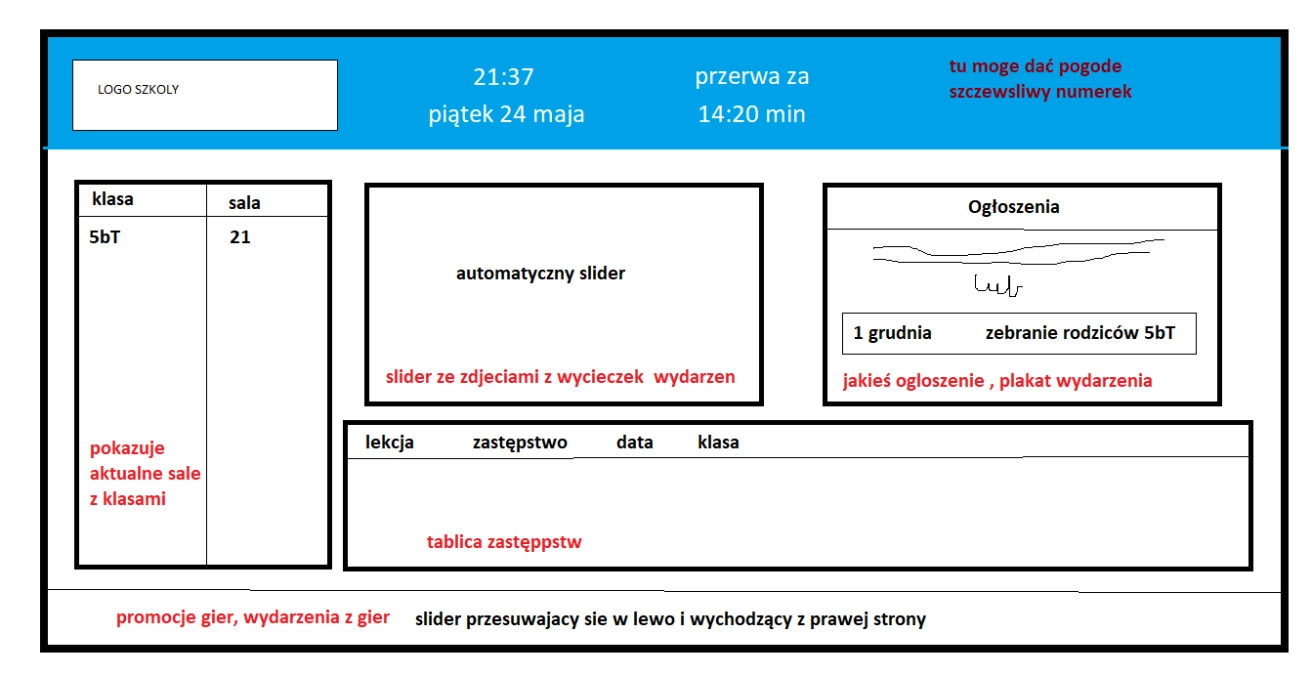 LOGO SZKOLY
21:37
piątek 24 maja
przerwa za
14:20 min
tu moge dać pogode
szczewsliwy numerek
klasa sala
5bT 21
pokazuje
aktualne sale
z klasami
automatyczny slider
slider ze zdjeciami z wycieczek wydarzen
Ogłoszenia
1 grudnia zebranie rodziców 5bT
jakieś ogloszenie , plakat wydarzenia
lekcja zastępstwo data klasa
tablica zastęppstw
promocje gier, wydarzenia z gier slider przesuwajacy sie w lewo i wychodzący z prawej strony